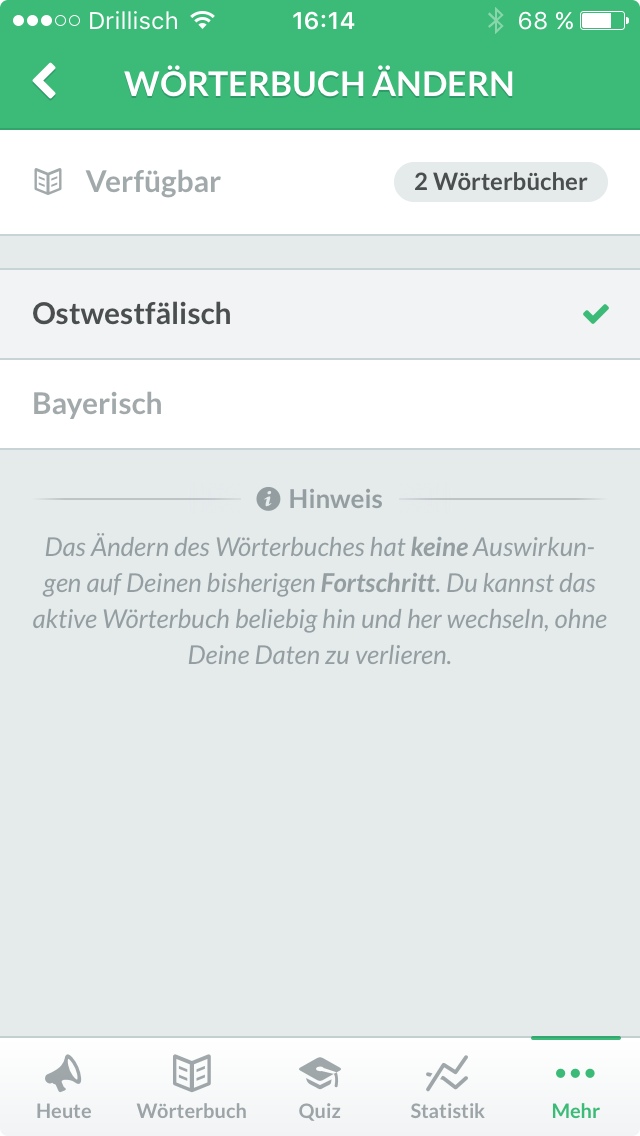 Drillisch 16:14 68 %
WÖRTERBUCH ÄNDERN
Verfügbar 2 Wörterbücher
Ostwestfälisch
Bayerisch
Hinweis
Das Ändern des Wörterbuches hat keine Auswirkun-
gen auf Deinen bisherigen Fortschritt. Du kannst das
aktive Wörterbuch beliebig hin und her wechseln, ohne
Deine Daten zu verlieren.
Heute Wörterbuch Quiz Statistik Mehr